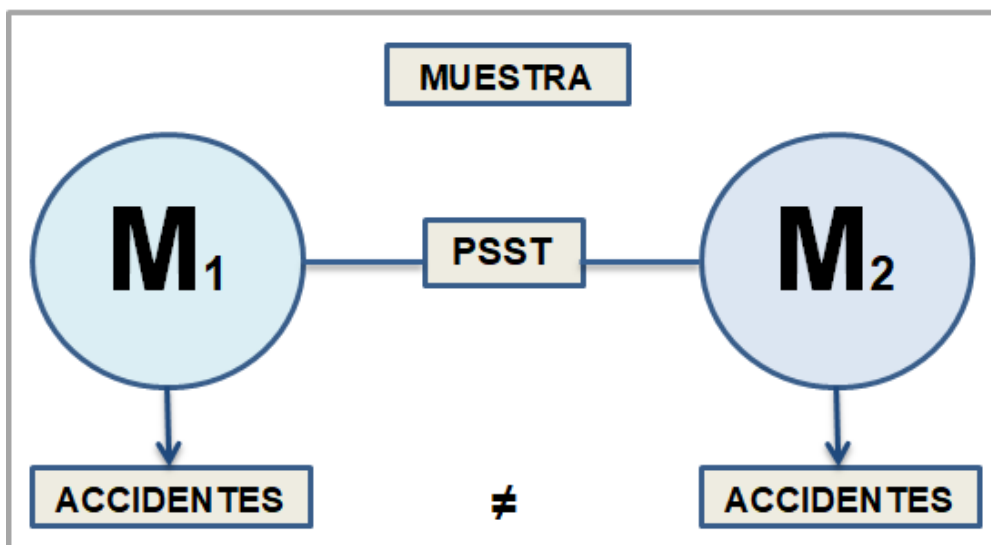 MUESTRA
M1
PSST
M2
ACCIDENTES
≠
ACCIDENTES